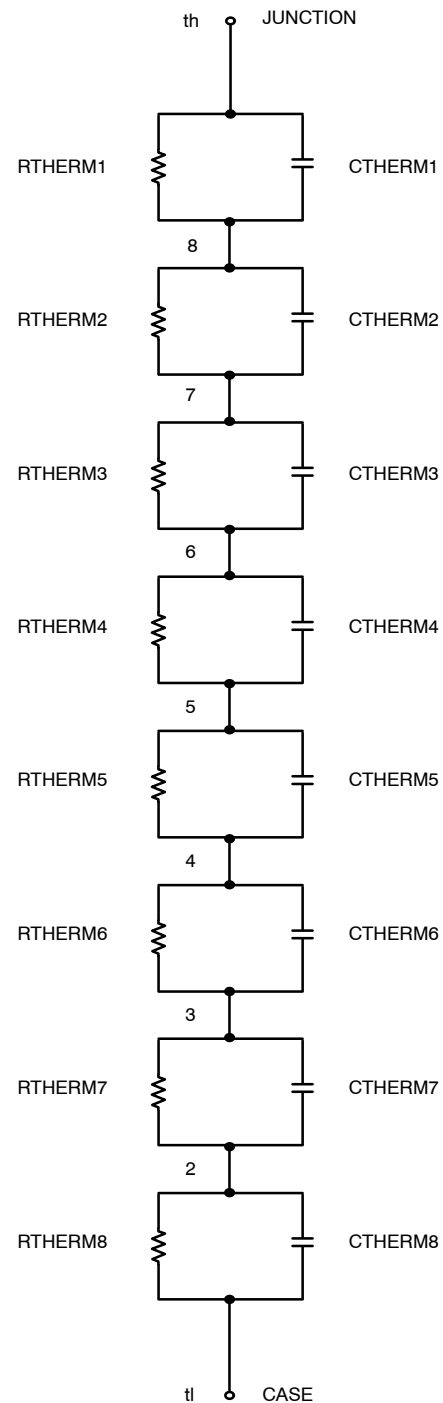 th JUNCTION
RTHERM1 CTHERM1
8
RTHERM2 CTHERM2
7
RTHERM3 CTHERM3
6
RTHERM4 CTHERM4
5
RTHERM5 CTHERM5
4
RTHERM6 CTHERM6
3
RTHERM7 CTHERM7
2
RTHERM8 CTHERM8
tl CASE